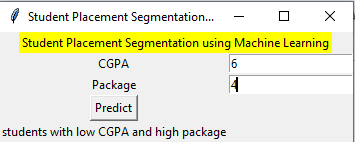 Student Placement Segmentation...
Student Placement Segmentation using Machine Learning
CGPA 6
Package 4
Predict
students with low CGPA and high package